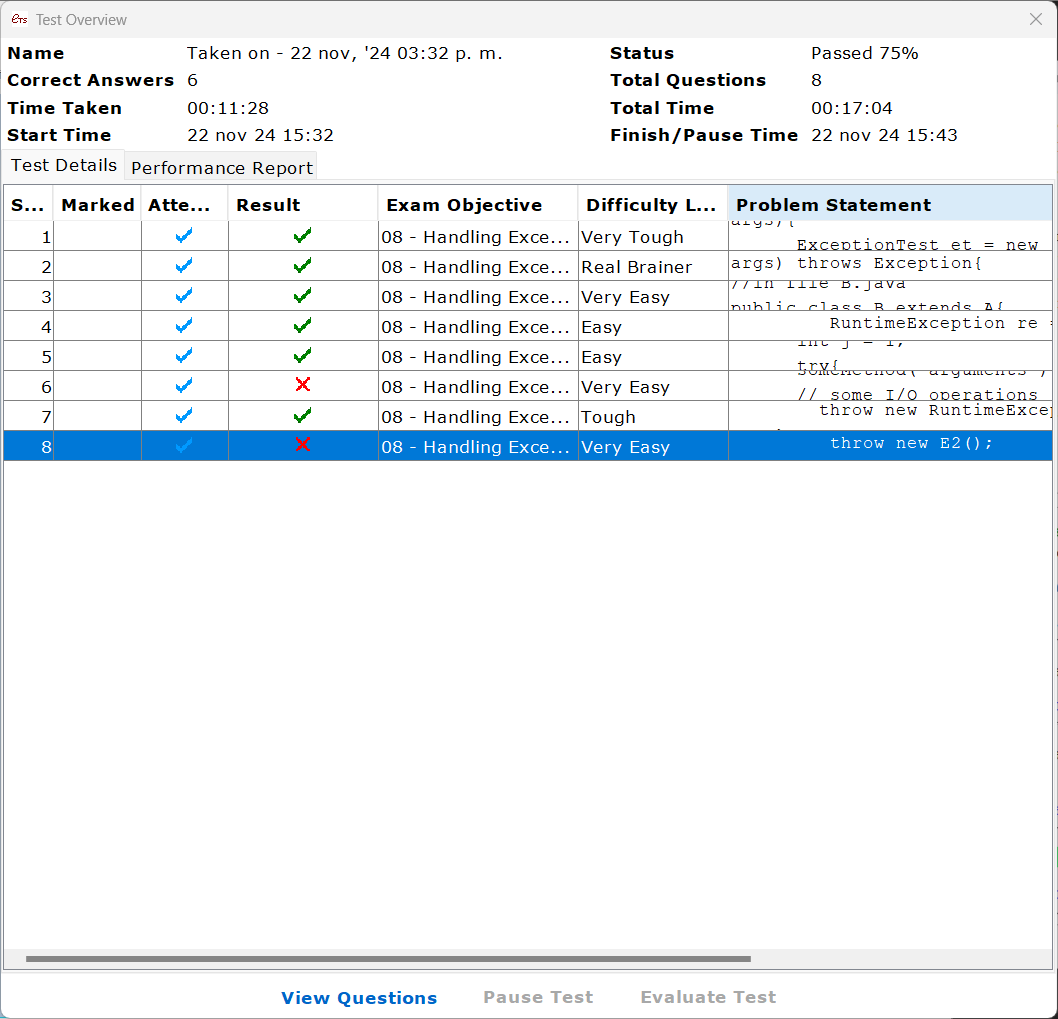 ETS Test Overview
Name Taken on - 22 nov, '24 03:32 p. m. Status Passed 75%
Correct Answers 6 Total Questions 8
Time Taken 00:11:28 Total Time 00:17:04
Start Time 22 nov 24 15:32 Finish/Pause Time 22 nov 24 15:43
Test Details Performance Report
S... Marked Atte... Result Exam Objective Difficulty L... Problem Statement
args){
1 08 - Handling Exce... Very Tough
ExceptionTest et = new
2 08 - Handling Exce... Real Brainer args) throws Exception{
//in file B.java
3 08 - Handling Exce... Very Easy
public class B extends A{
4 08 - Handling Exce... Easy RuntimeException re =
int j = 1;
5 08 - Handling Exce... Easy
try{
someMethod( arguments )
6 08 - Handling Exce... Very Easy
// some I/O operations
7 08 - Handling Exce... Tough throw new RuntimeExcep
8 08 - Handling Exce... Very Easy throw new E2();
View Questions Pause Test Evaluate Test